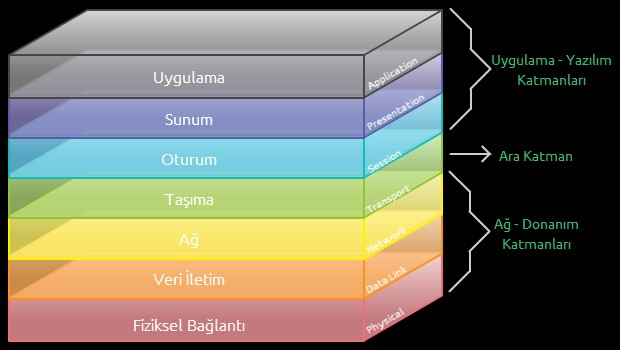 Uygulama
Application
Sunum
Presentation
Oturum
Session
Taşıma
Transport
Ağ
Network
Veri İletim
Data Link
Fiziksel Bağlantı
Physical
Uygulama - Yazılım
Katmanları
Ara Katman
Ağ - Donanım
Katmanları